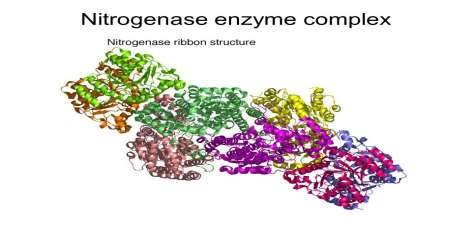 Nitrogenase enzyme complex
Nitrogenase ribbon structure